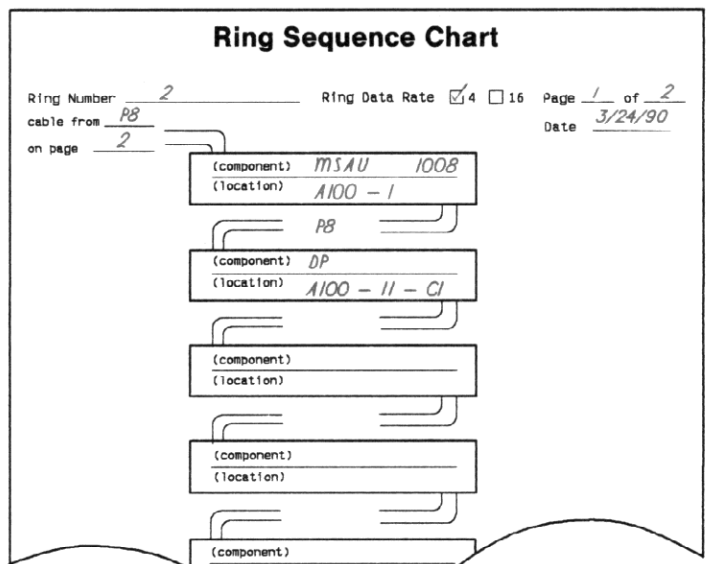 Ring Sequence Chart
Ring Number 2 Ring Data Rate ☑ 4 ☐ 16 Page 1 of 2
cable from P8 Date 3/24/90
on page 2
(component) MSAU 1008
(location) A100 - 1
P8
(component) DP
(location) A100 - 11 - C1
(component)
(location)
(component)
(location)
(component)